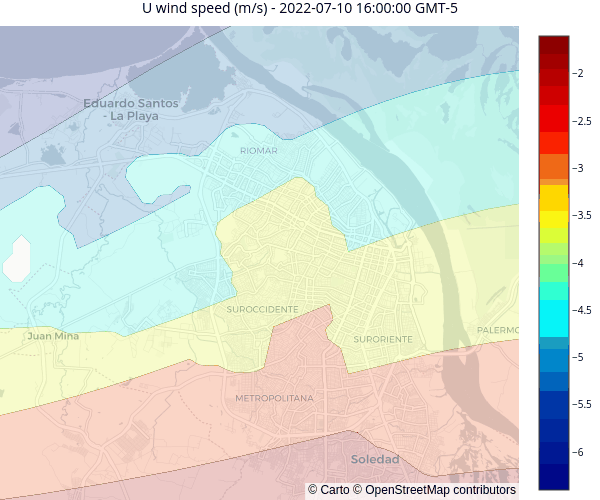 U wind speed (m/s) - 2022-07-10 16:00:00 GMT-5
−2
Eduardo Santos
- La Playa
−2.5
RIOMAR
−3
−3.5
−4
−4.5
SUROCCIDENTE
PALERMO
Juan Mina
SURORIENTE
−5
METROPOLITANA
−5.5
Soledad
−6
© Carto © OpenStreetMap contributors